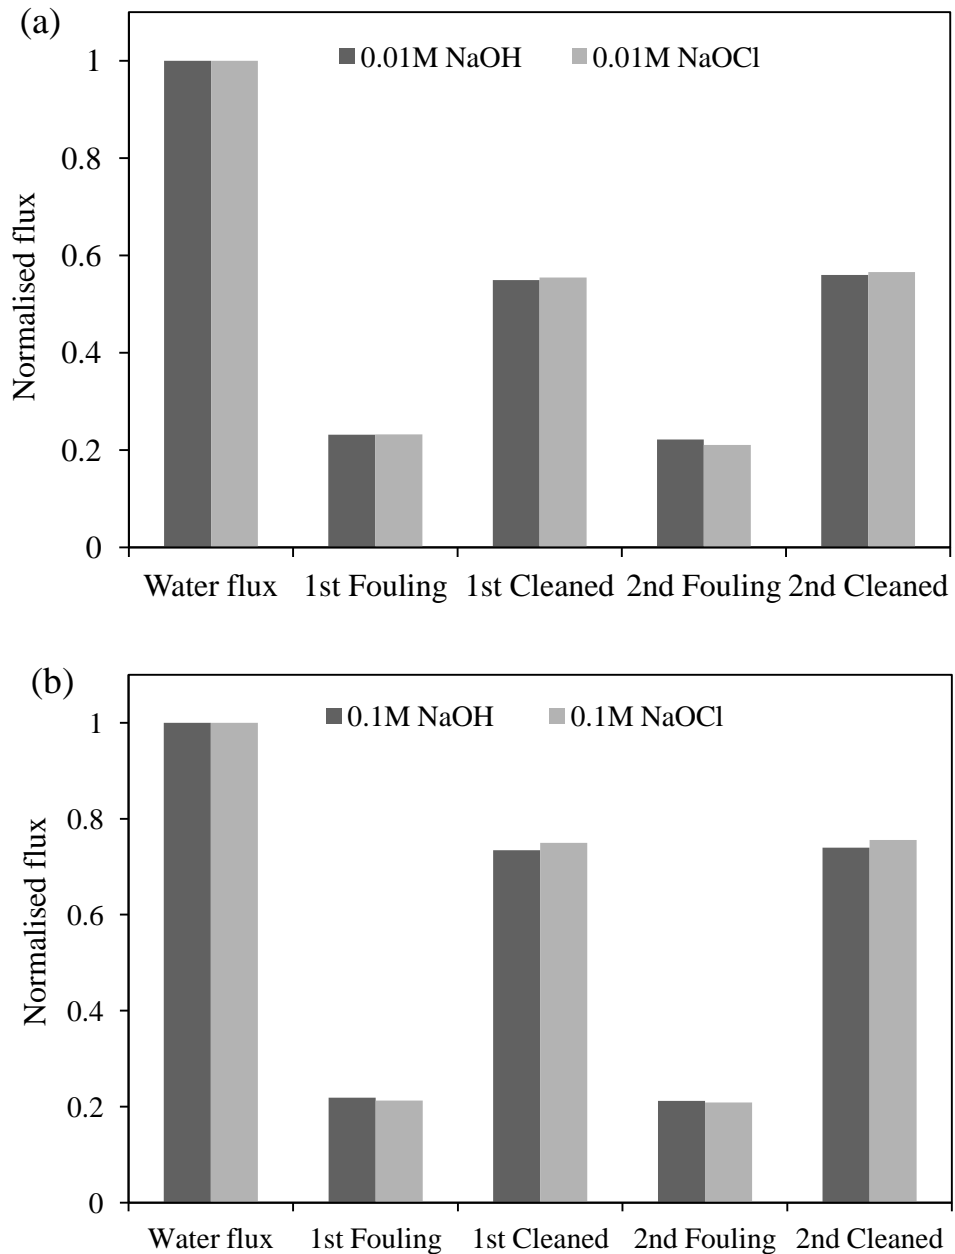 (a)
0.01M NaOH 0.01M NaOCl
1
0.8
0.6
0.4
0.2
0
Normalised flux
Water flux 1st Fouling 1st Cleaned 2nd Fouling 2nd Cleaned
(b)
0.1M NaOH 0.1M NaOCl
1
0.8
0.6
0.4
0.2
0
Normalised flux
Water flux 1st Fouling 1st Cleaned 2nd Fouling 2nd Cleaned